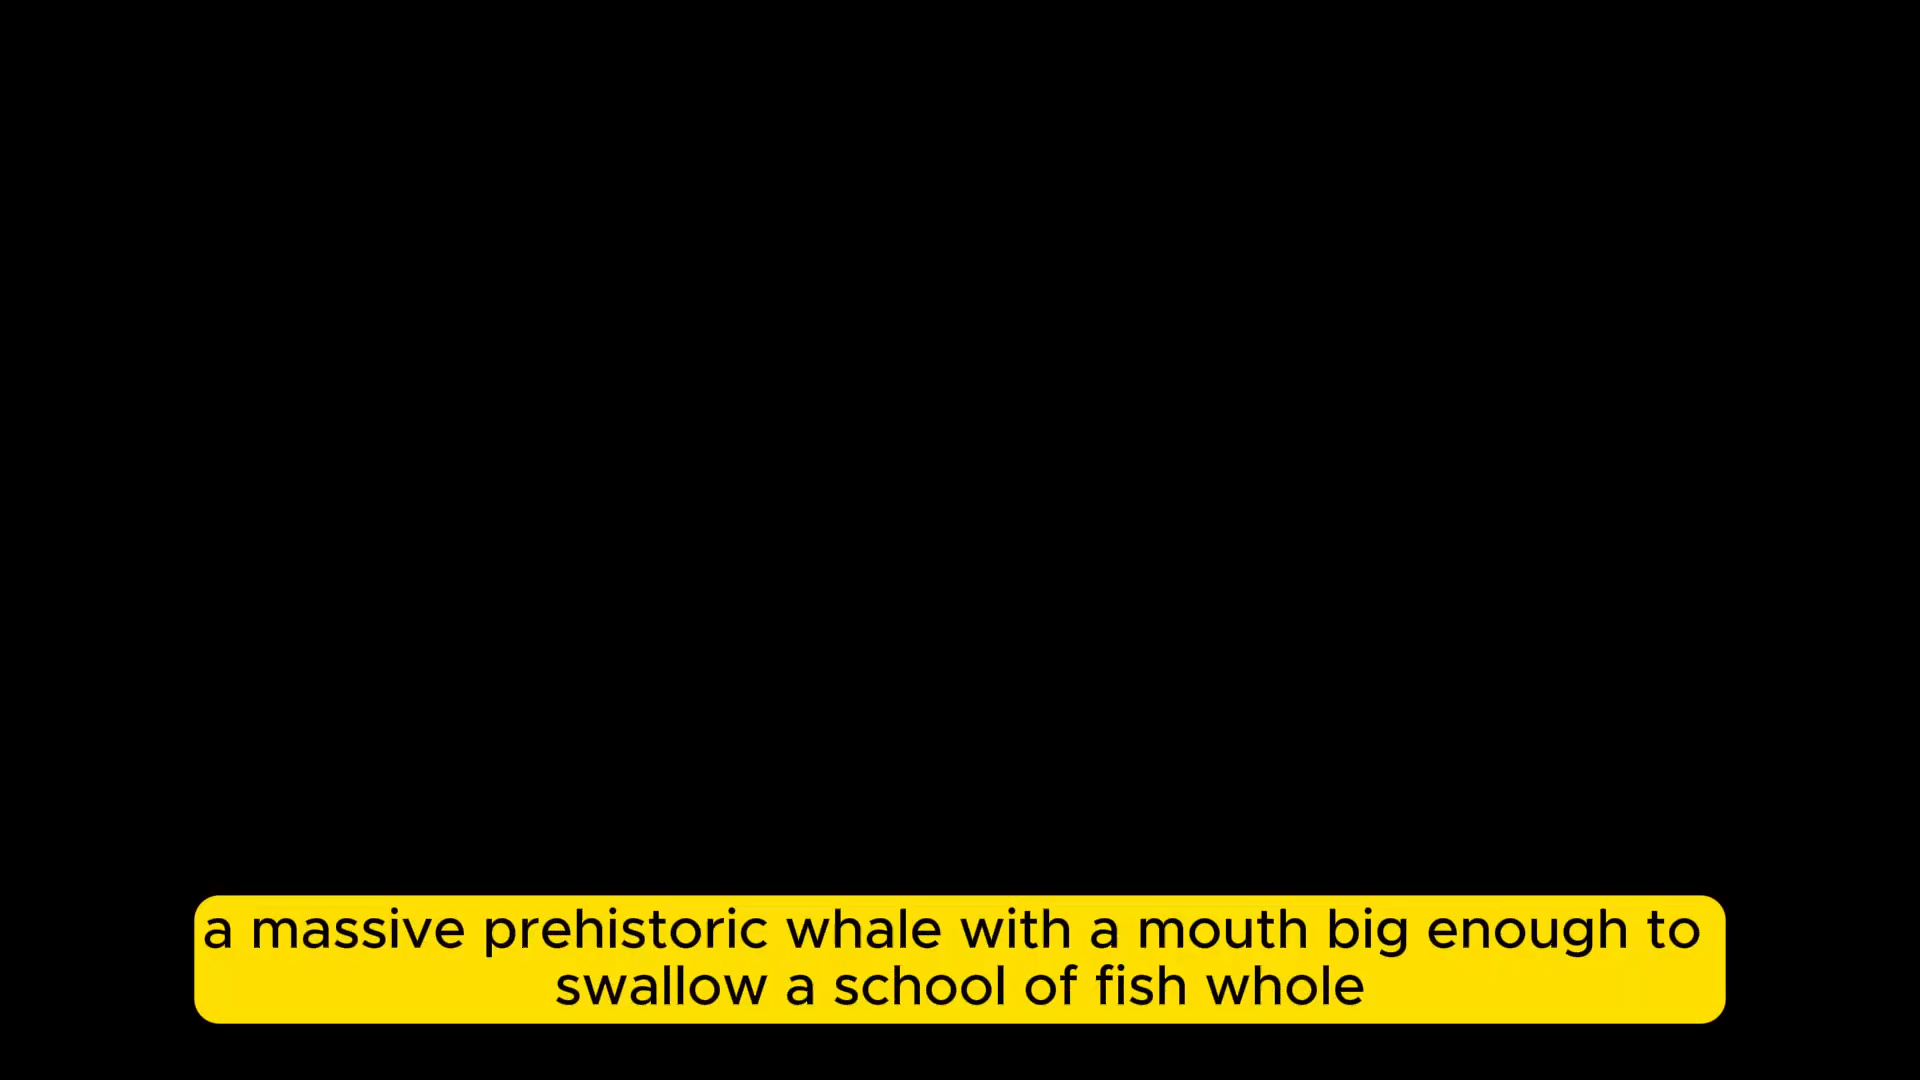 a massive prehistoric whale with a mouth big enough to
swallow a school of fish whole